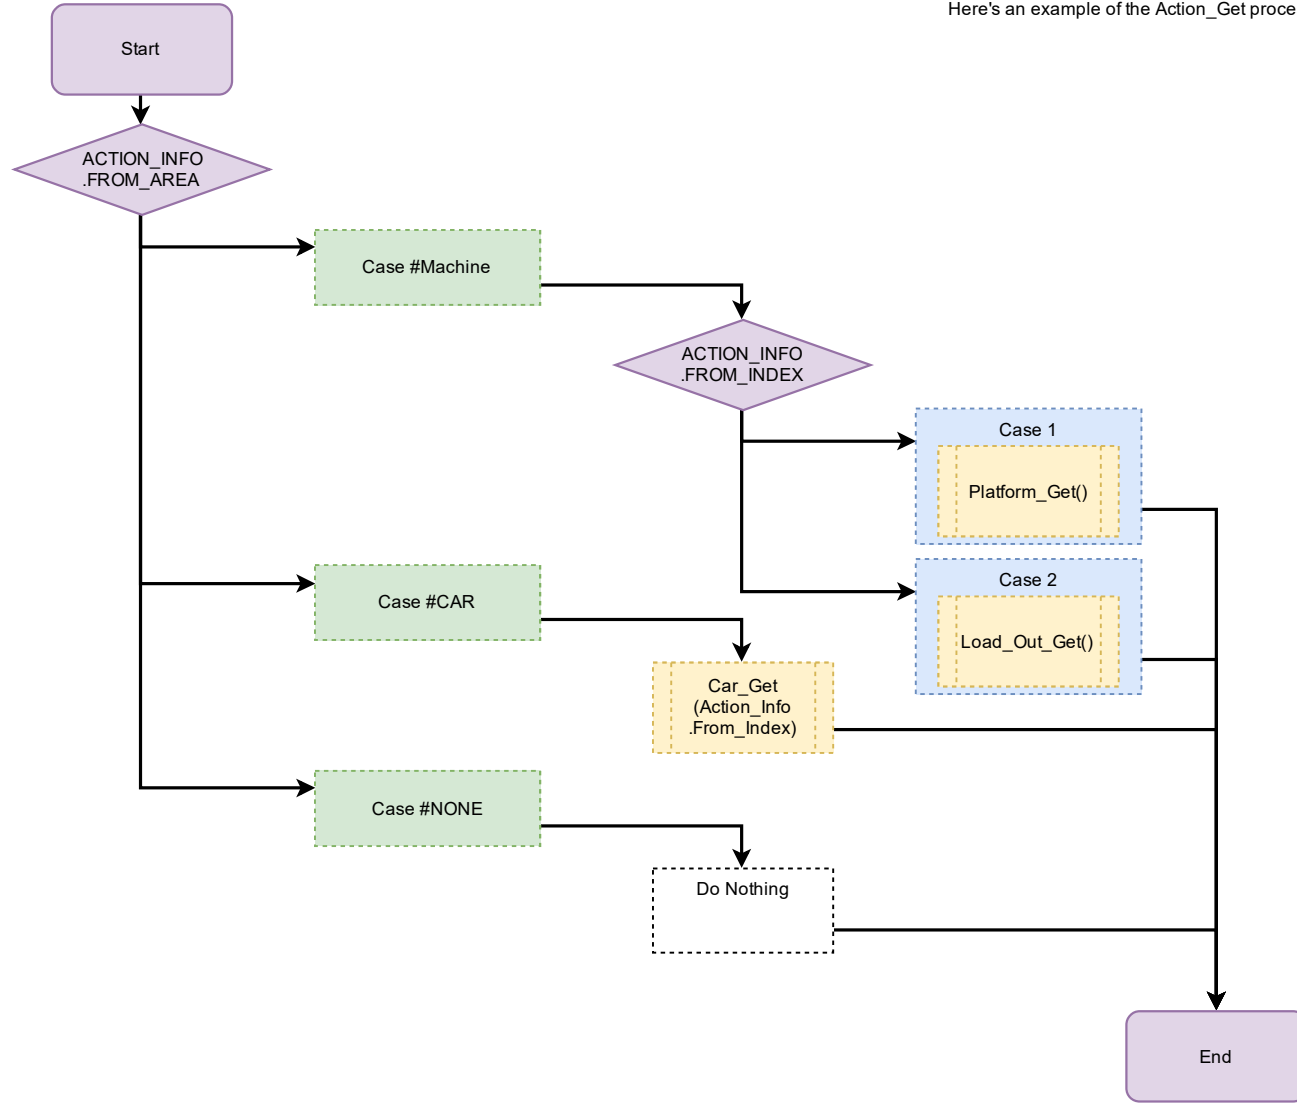 Here's an example of the Action_Get proce
Start
ACTION_INFO
.FROM_AREA
Case #Machine
ACTION_INFO
.FROM_INDEX
Case 1
Platform_Get()
Case 2
Load_Out_Get()
Case #CAR
Car_Get
(Action_Info
.From_Index)
Case #NONE
Do Nothing
End